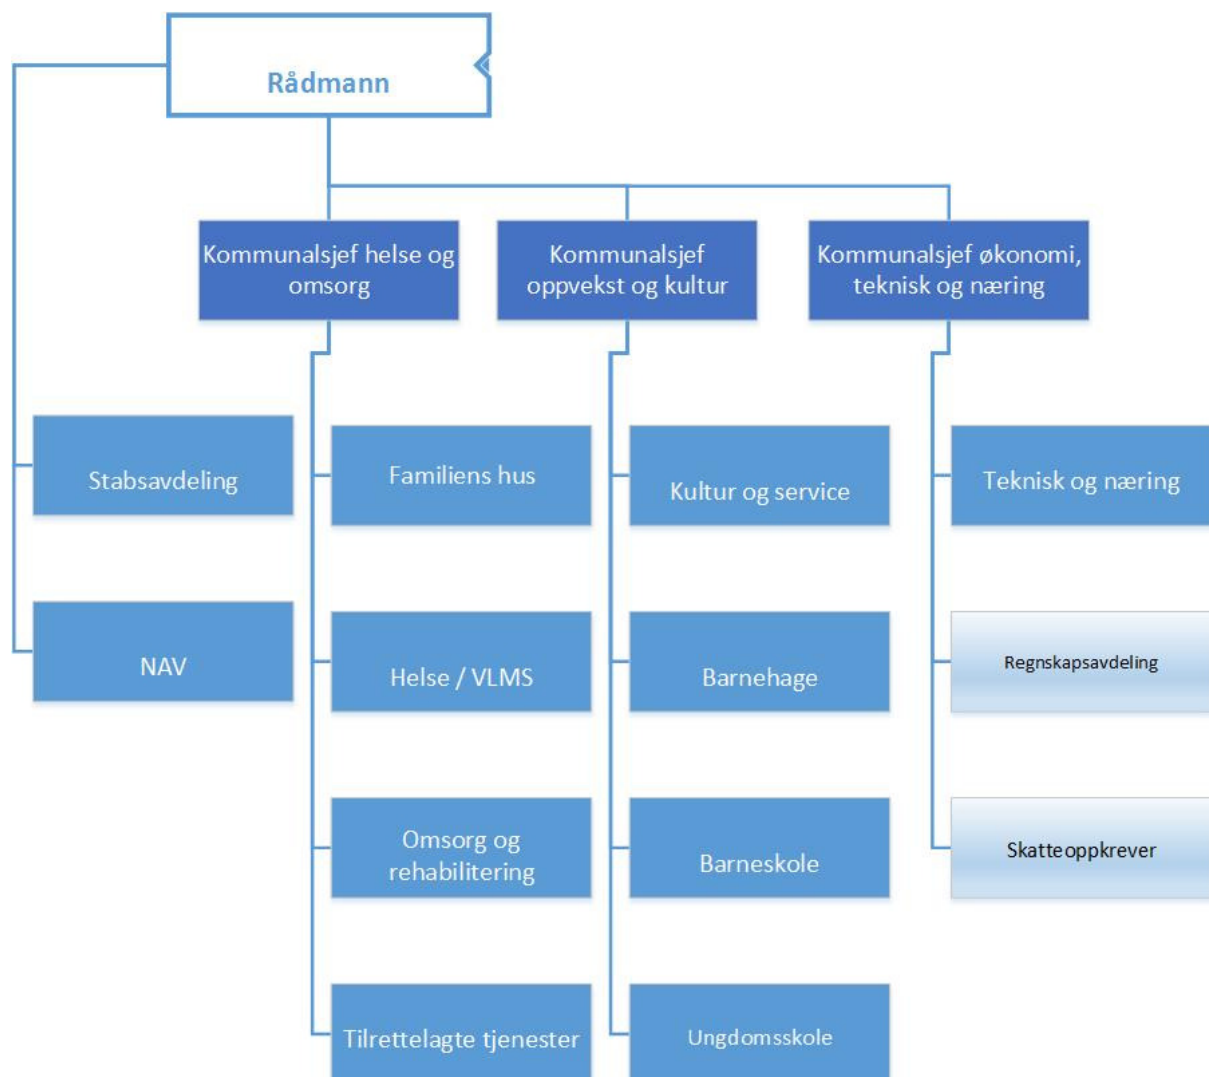 Rådmann
Kommunalsjef helse og
omsorg
Kommunalsjef
oppvekst og kultur
Kommunalsjef økonomi,
teknisk og næring
Stabsavdeling
Familiens hus
Kultur og service
Teknisk og næring
NAV
Helse / VLMS
Barnehage
Regnskapsavdeling
Omsorg og
rehabilitering
Barneskole
Skatteoppkrever
Tilrettelagte tjenester
Ungdomsskole